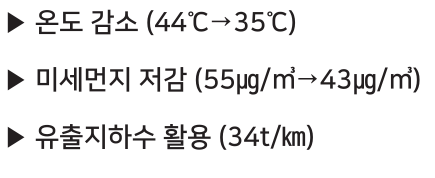 ▶ 온도 감소 (44℃→35℃)
▶ 미세먼지 저감 (55㎍/㎥→43㎍/㎥)
▶ 유출지하수 활용 (34t/㎞)